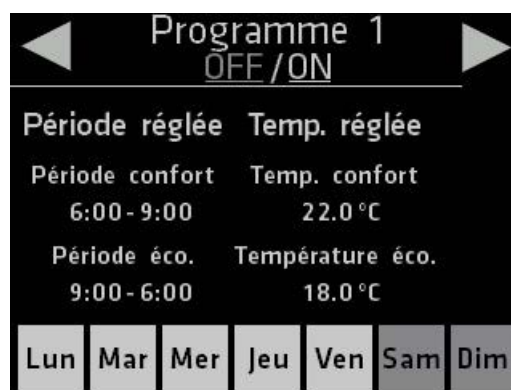 Programme 1
OFF/ON
Période réglée Temp. réglée
Période confort Temp. confort
6:00-9:00 22.0°C
Période éco. Température éco.
9:00-6:00 18.0°C
Lun Mar Mer Jeu Ven Sam Dim